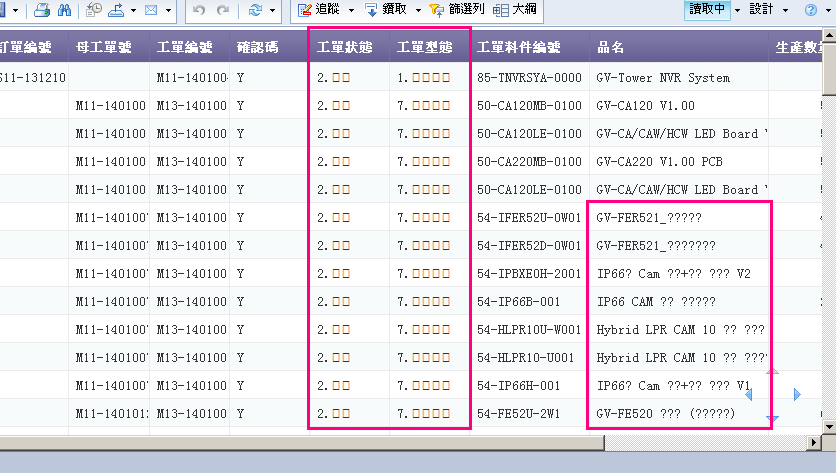 追蹤 鑽取 篩選列 大綱 讀取中 設計
訂單編號 母工單號 工單編號 確認碼 工單狀態 工單型態 工單料件編號 品名 生產數
S11-131210 M11-140100 Y 2.□□ 1.□□□□ 85-TNVRSYA-0000 GV-Tower NVR System
M11-140100 M13-140100 Y 2.□□ 7.□□□□ 50-CA120MB-0100 GV-CA120 V1.00
M11-140100 M13-140100 Y 2.□□ 7.□□□□ 50-CA120LE-0100 GV-CA/CAW/HCW LED Board
M11-140100 M13-140100 Y 2.□□ 7.□□□□ 50-CA220MB-0100 GV-CA220 V1.00 PCB
M11-140100 M13-140100 Y 2.□□ 7.□□□□ 50-CA120LE-0100 GV-CA/CAW/HCW LED Board
M11-140100 M13-140100 Y 2.□□ 7.□□□□ 54-IFER52U-0W01 GV-FER521_?????
M11-140100 M13-140100 Y 2.□□ 7.□□□□ 54-IFER52D-0W01 GV-FER521_???????
M11-140100 M13-140100 Y 2.□□ 7.□□□□ 54-IPBXE0H-2001 IP66? Cam ??+?? ??? V2
M11-140100 M13-140100 Y 2.□□ 7.□□□□ 54-IP66B-001 IP66 CAM ?? ?????
M11-140100 M13-140100 Y 2.□□ 7.□□□□ 54-HLPR10U-W001 Hybrid LPR CAM 10 ?? ???
M11-140100 M13-140100 Y 2.□□ 7.□□□□ 54-HLPR10-U001 Hybrid LPR CAM 10 ?? ???
M11-140100 M13-140100 Y 2.□□ 7.□□□□ 54-IP66H-001 IP66? Cam ??+?? ??? V1
M11-140101 M13-140100 Y 2.□□ 7.□□□□ 54-FE52U-2W1 GV-FE520 ??? (?????)